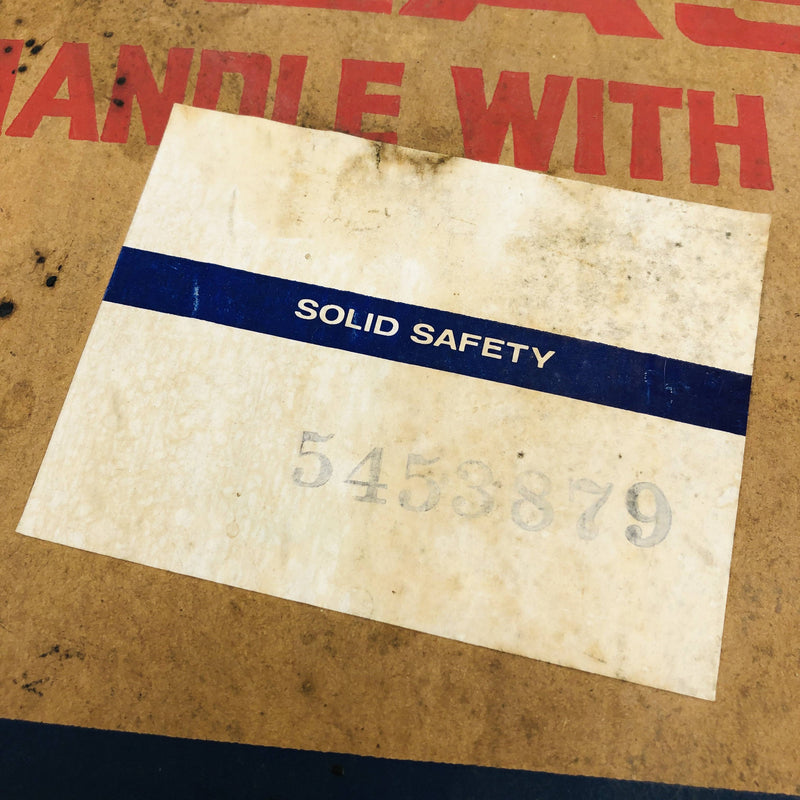 HANDLE WITH
SOLID SAFETY
5453879